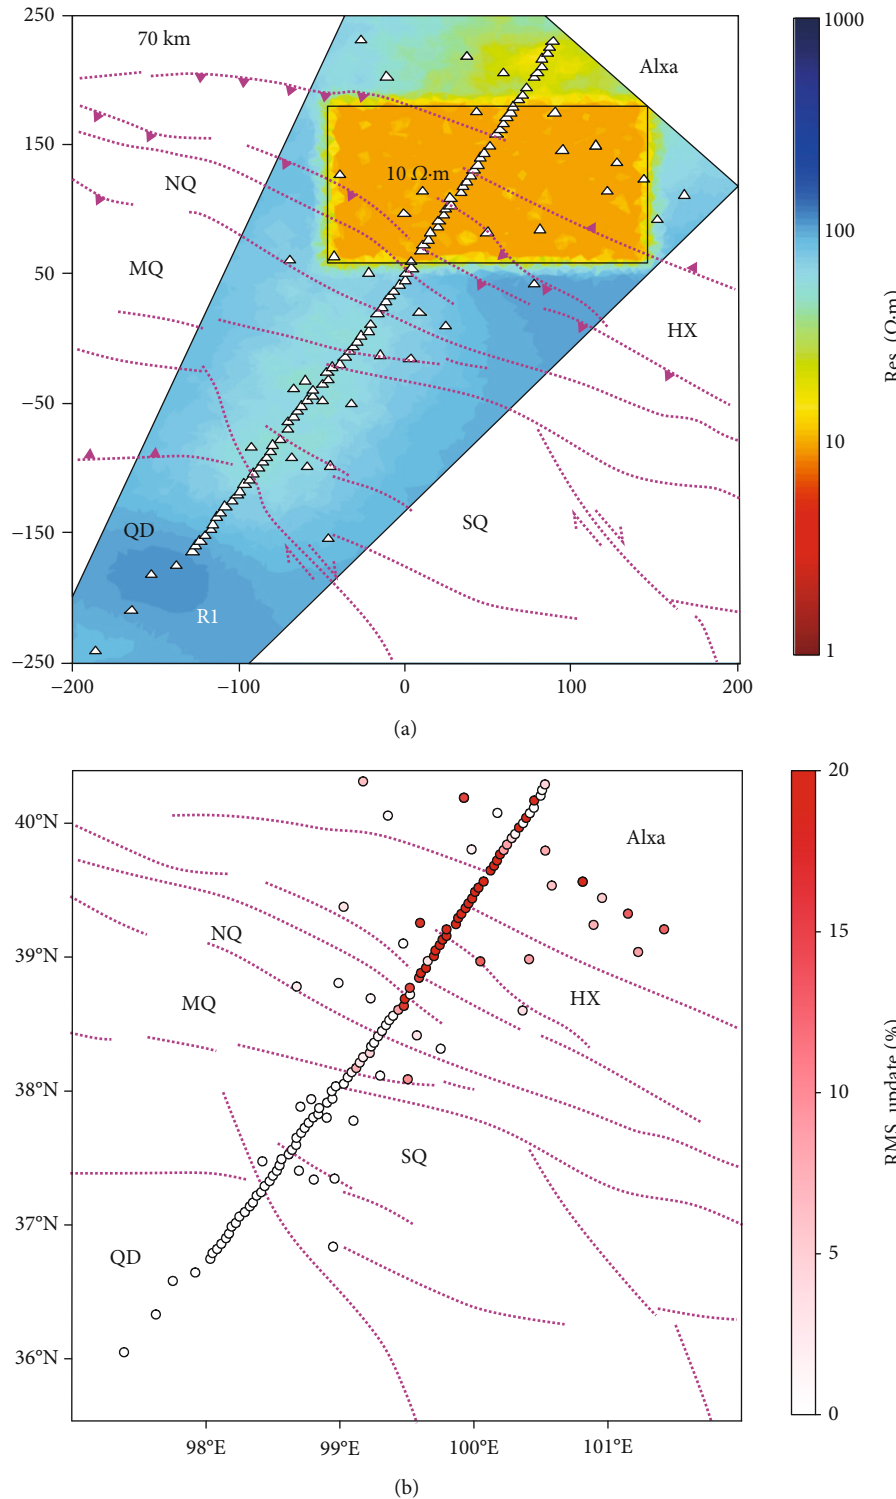 250
150
50
−50
−150
−250
−200
−100
0
100
200
70 km
Alxa
NQ
10 Ω·m
MQ
HX
QD
SQ
R1
1000
100
10
1
Res. (Ω·m)
(a)
40°N
39°N
38°N
37°N
36°N
98°E
99°E
100°E
101°E
Alxa
NQ
MQ
HX
SQ
QD
20
15
10
5
0
RMS update (%)
(b)